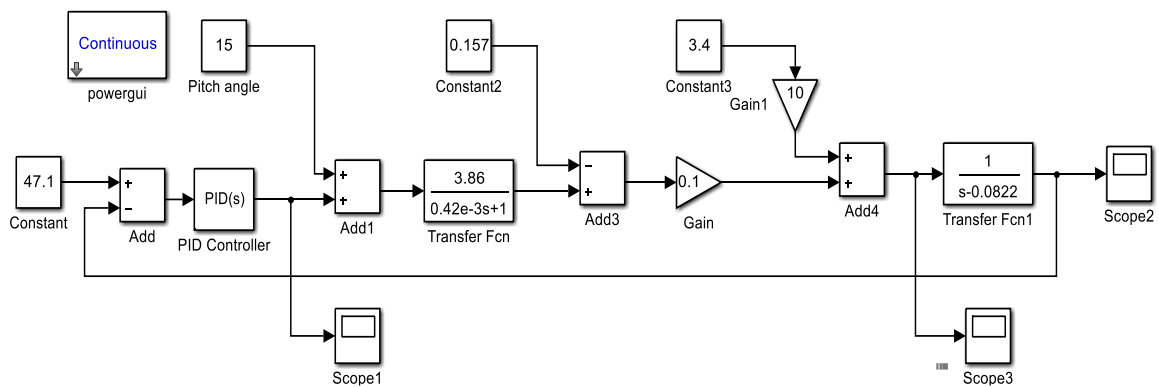 Continuous
powergui
15
Pitch angle
0.157
Constant2
3.4
Constant3
10
Gain1
47.1
Constant
+
−
Add
PID(s)
PID Controller
+
+
Add1
3.86
0.42e-3s+1
Transfer Fcn
−
+
Add3
0.1
Gain
+
+
Add4
1
s-0.0822
Transfer Fcn1
Scope2
Scope1
Scope3